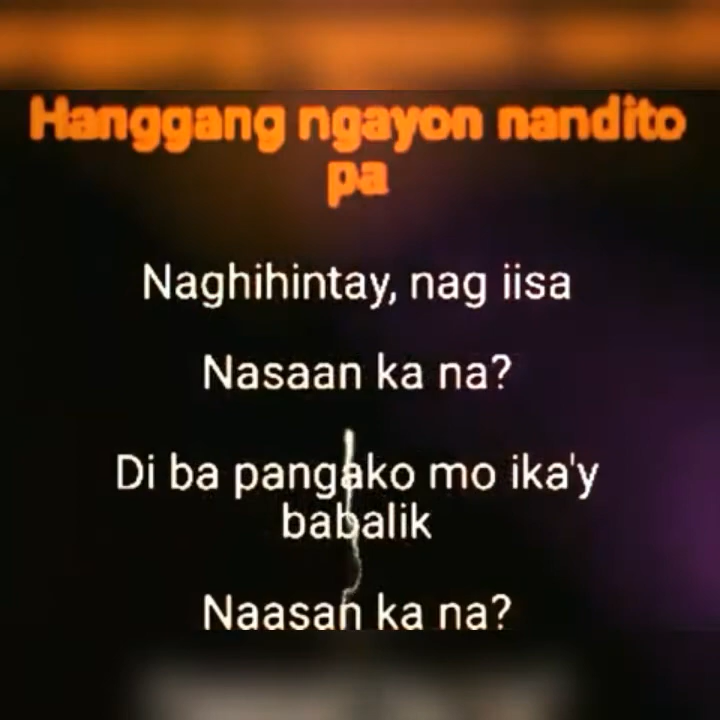 Hanggang ngayon nandito
pa
Naghihintay, nag iisa
Nasaan ka na?
Di ba pangako mo ika'y
babalik
Naasan ka na?